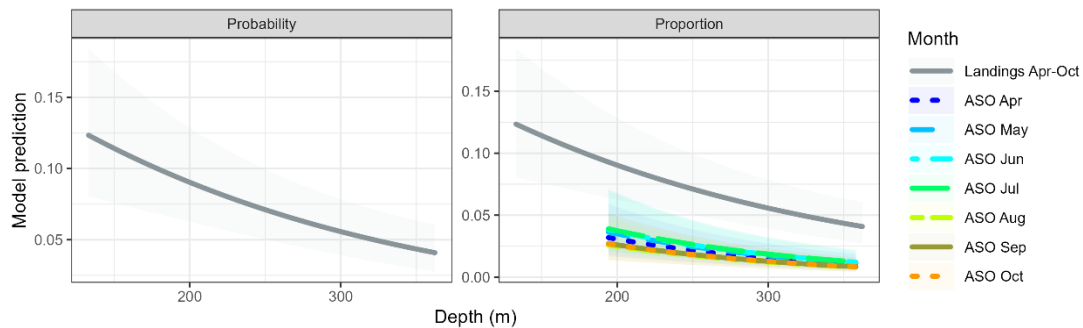 Probability
Proportion
Model prediction
0.15
0.10
0.05
200
300
0.15
0.10
0.05
0.00
200
300
Depth (m)
Month
Landings Apr-Oct
ASO Apr
ASO May
ASO Jun
ASO Jul
ASO Aug
ASO Sep
ASO Oct